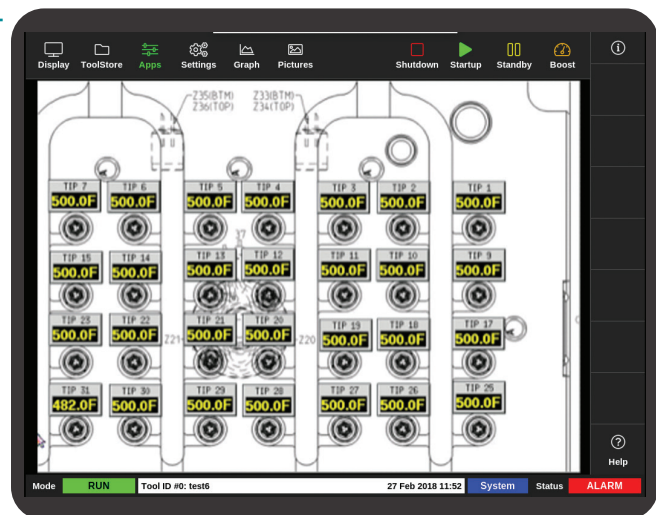 Display ToolStore Apps Settings Graph Pictures Shutdown Startup Standby Boost
Z35(BTM) Z33(BTM)
Z36(TOP) Z34(TOP)
TIP 7 TIP 6 TIP 5 TIP 4 TIP 3 TIP 2 TIP 1
500.0F 500.0F 500.0F 500.0F 500.0F 500.0F 500.0F
37
TIP 15 TIP 14 TIP 13 TIP 12 TIP 11 TIP 10 TIP 9
500.0F 500.0F 500.0F 500.0F 500.0F 500.0F 500.0F
TIP 23 TIP 22 TIP 21 TIP 20 TIP 19 TIP 18 TIP 17
500.0F 500.0F Z21 500.0F 500.0F Z20 500.0F 500.0F 500.0F
TIP 31 TIP 30 TIP 29 TIP 28 TIP 27 TIP 26 TIP 25
482.0F 500.0F 500.0F 500.0F 500.0F 500.0F 500.0F
Help
Mode RUN Tool ID #0: test6 27 Feb 2018 11:52 System Status ALARM